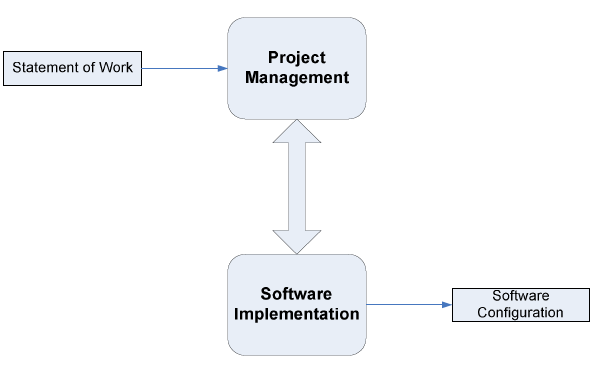 Project
Management
Statement of Work
Software
Implementation
Software
Configuration